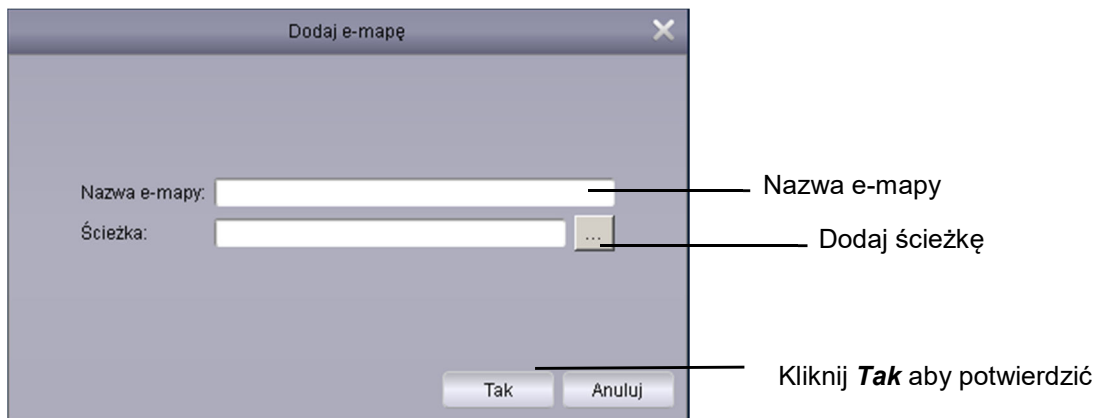 Dodaj e-mapę
Nazwa e-mapy:
Nazwa e-mapy
Ścieżka:
...
Dodaj ścieżkę
Tak
Anuluj
Kliknij Tak aby potwierdzić